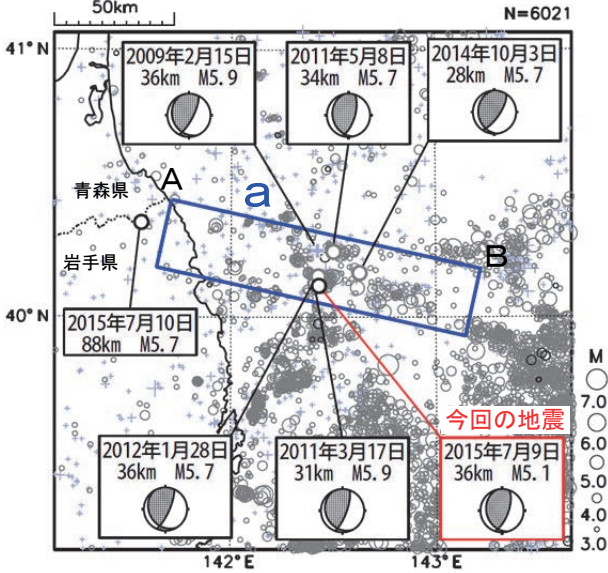 50km
N=6021
41°N
2009年2月15日
36km M5.9
2011年5月8日
34km M5.7
2014年10月3日
28km M5.7
青森県
A
a
B
岩手県
2015年7月10日
88km M5.7
40°N
今回の地震
2012年1月28日
36km M5.7
2011年3月17日
31km M5.9
2015年7月9日
36km M5.1
M
7.0
6.0
5.0
4.0
3.0
142°E
143°E